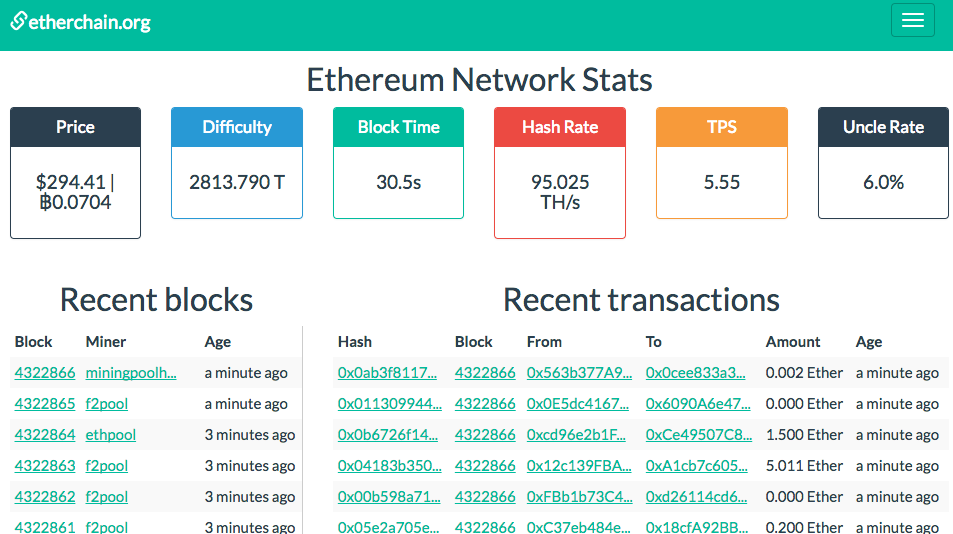 etherchain.org
Ethereum Network Stats
Price Difficulty Block Time Hash Rate TPS Uncle Rate
$294.41 | 2813.790 T 30.5s 95.025 5.55 6.0%
฿0.0704 TH/s
Recent blocks Recent transactions
Block Miner Age Hash Block From To Amount Age
4322866 miningpoolh... a minute ago 0x0ab3f8117... 4322866 0x563b377A9... 0x0cee833a3... 0.002 Ether a minute ago
4322865 f2pool a minute ago 0x011309944... 4322866 0x0E5dc4167... 0x6090A6e47... 0.000 Ether a minute ago
4322864 ethpool 3 minutes ago 0x0b6726f14... 4322866 0xcd96e2b1F... 0xCe49507C8... 1.500 Ether a minute ago
4322863 f2pool 3 minutes ago 0x04183b350... 4322866 0x12c139FBA... 0xA1cb7c605... 5.011 Ether a minute ago
4322862 f2pool 3 minutes ago 0x00b598a71... 4322866 0xFBb1b73C4... 0xd26114cd6... 0.000 Ether a minute ago
4322861 f2pool 3 minutes ago 0x05e2a705e... 4322866 0xC37eb484e... 0x18cfA92BB... 0.200 Ether a minute ago